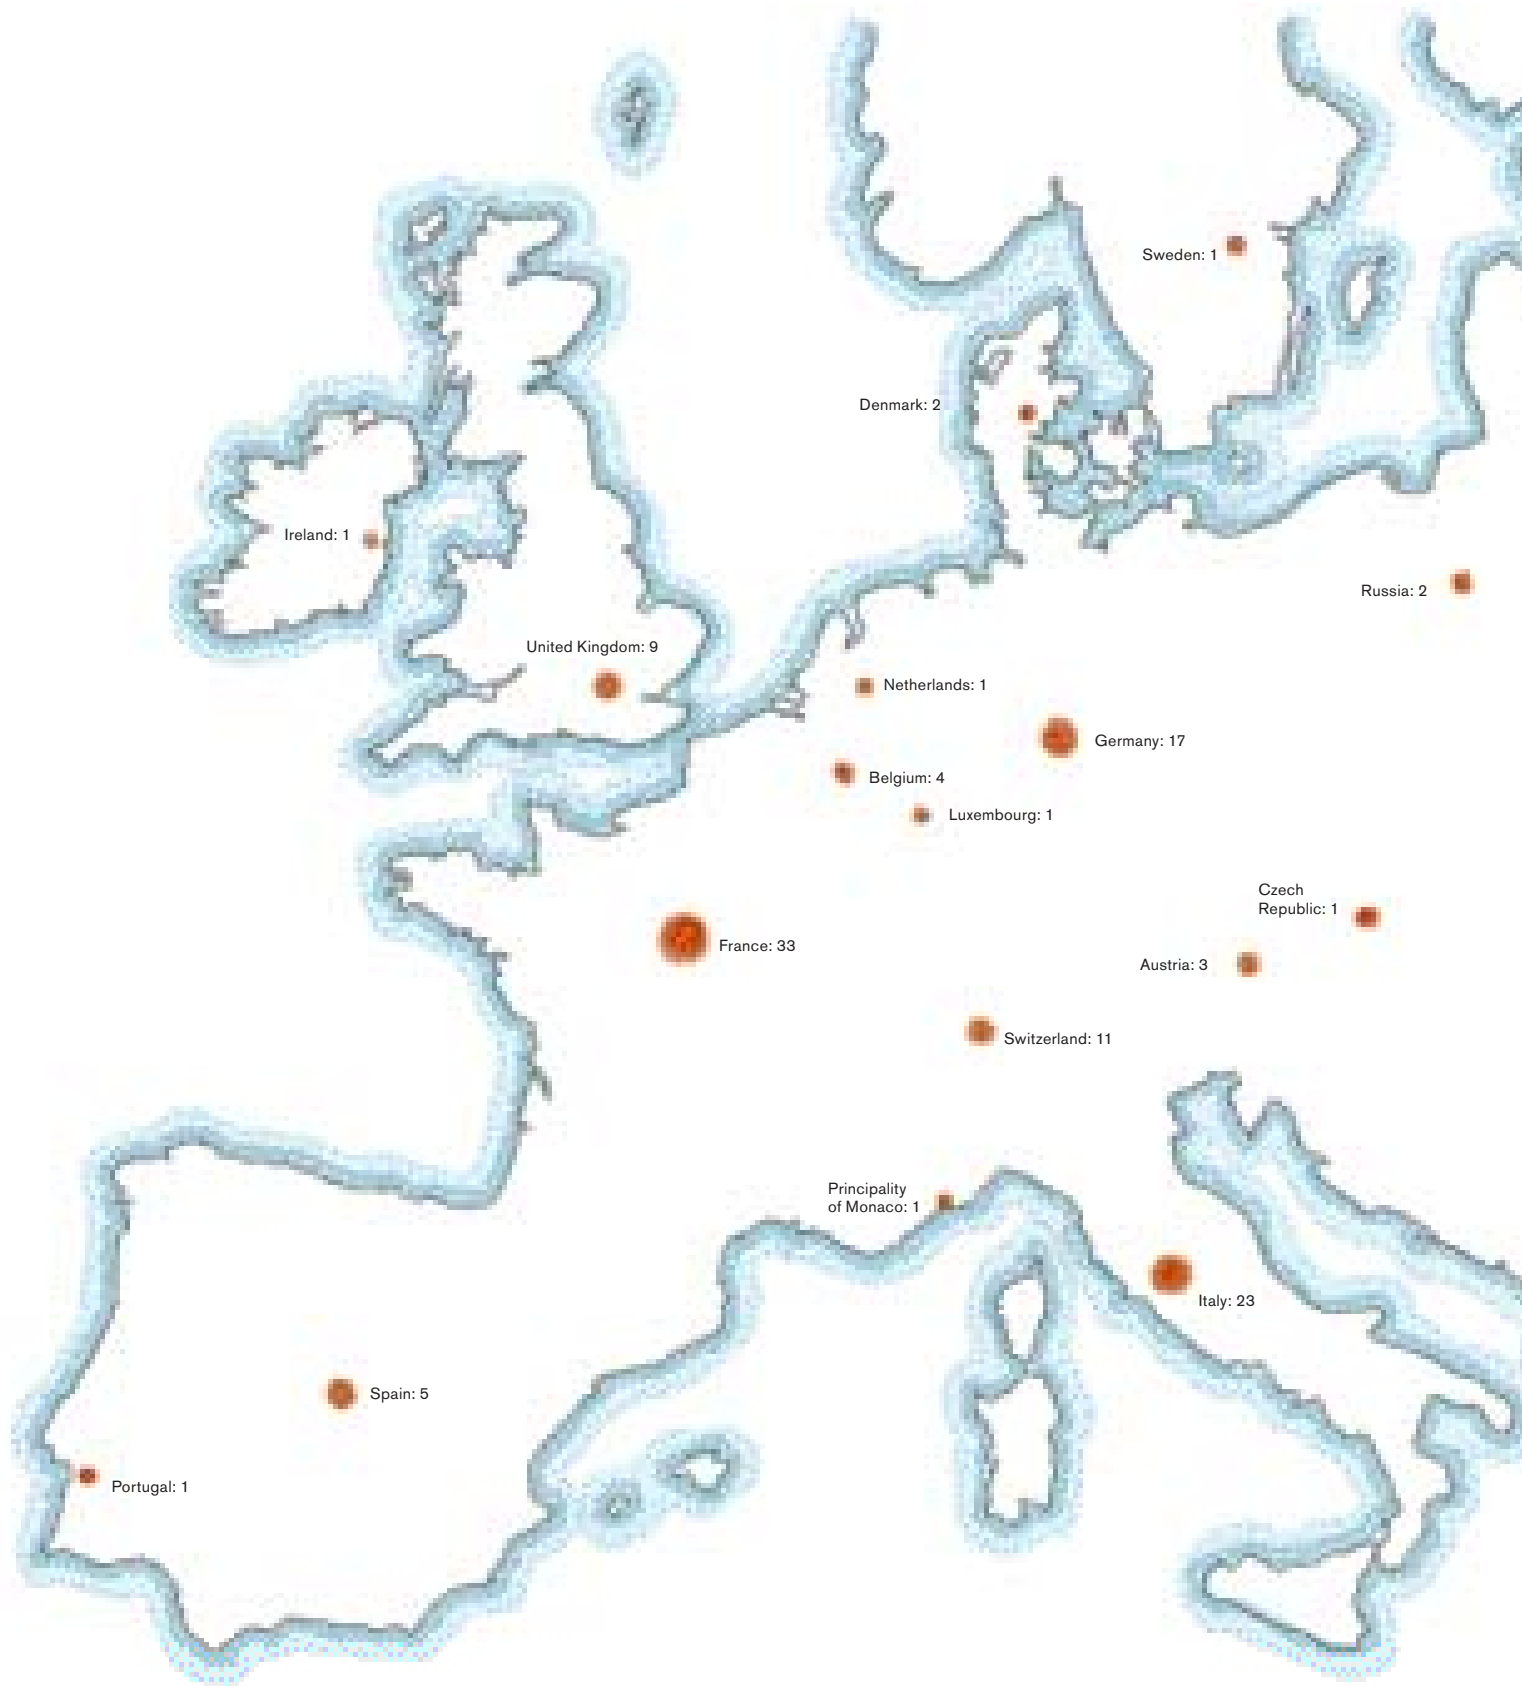 Sweden: 1
Denmark: 2
Ireland: 1
Russia: 2
United Kingdom: 9
Netherlands: 1
Germany: 17
Belgium: 4
Luxembourg: 1
Czech
Republic: 1
France: 33
Austria: 3
Switzerland: 11
Principality
of Monaco: 1
Italy: 23
Spain: 5
Portugal: 1